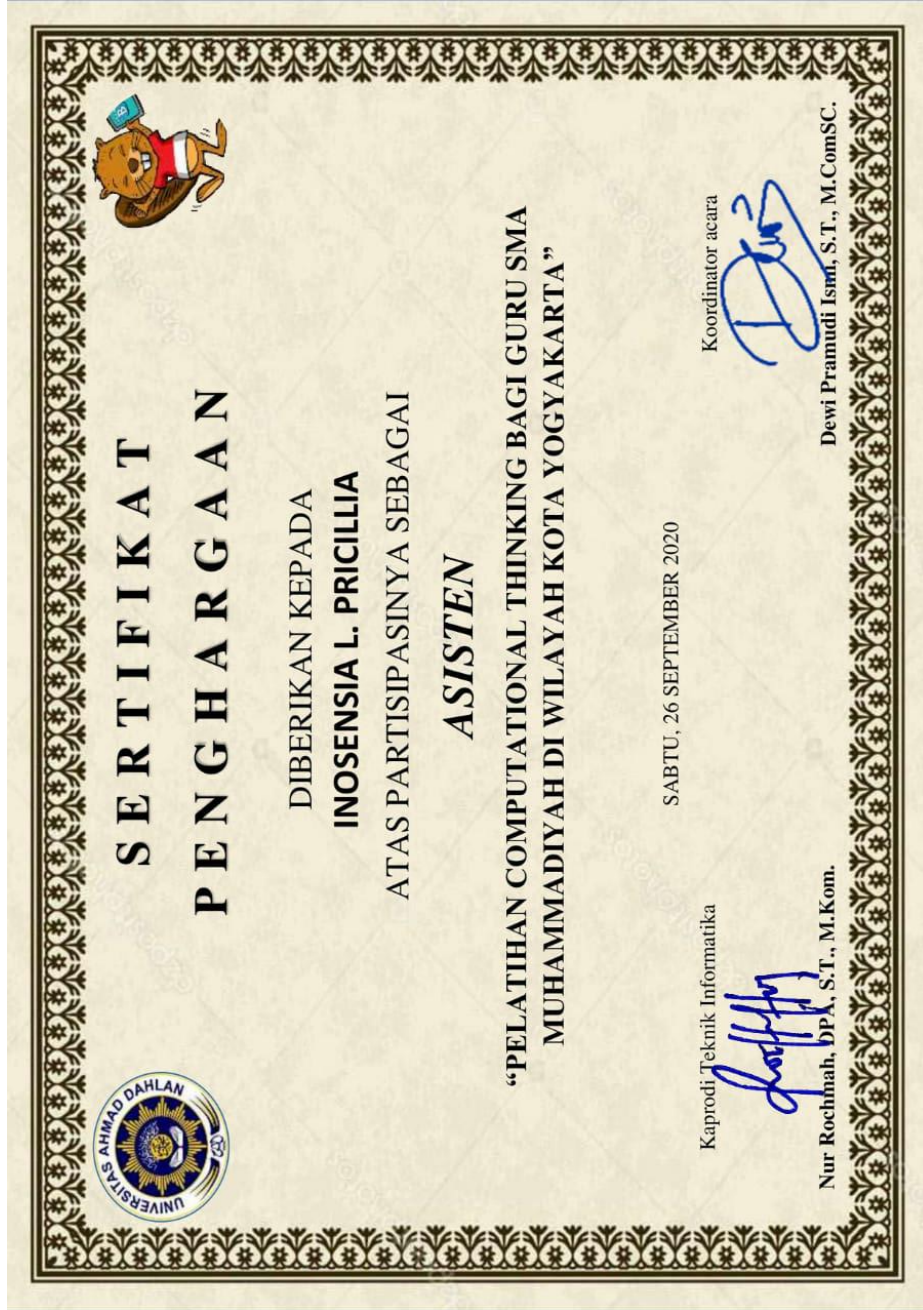 UNIVERSITAS AHMAD DAHLAN
SERTIFIKAT
PENGHARGAAN
DIBERIKAN KEPADA
INOSENSIA L. PRICILLIA
ATAS PARTISIPASINYA SEBAGAI
ASISTEN
“PELATIHAN COMPUTATIONAL THINKING BAGI GURU SMA
MUHAMMADIYAH DI WILAYAH KOTA YOGYAKARTA”
SABTU, 26 SEPTEMBER 2020
Kaprodi Teknik Informatika
Nur Rochmah, DPA, S.T., M.Kom.
Koordinator acara
Dewi Pramudi Ismi, S.T., M.ComSC.